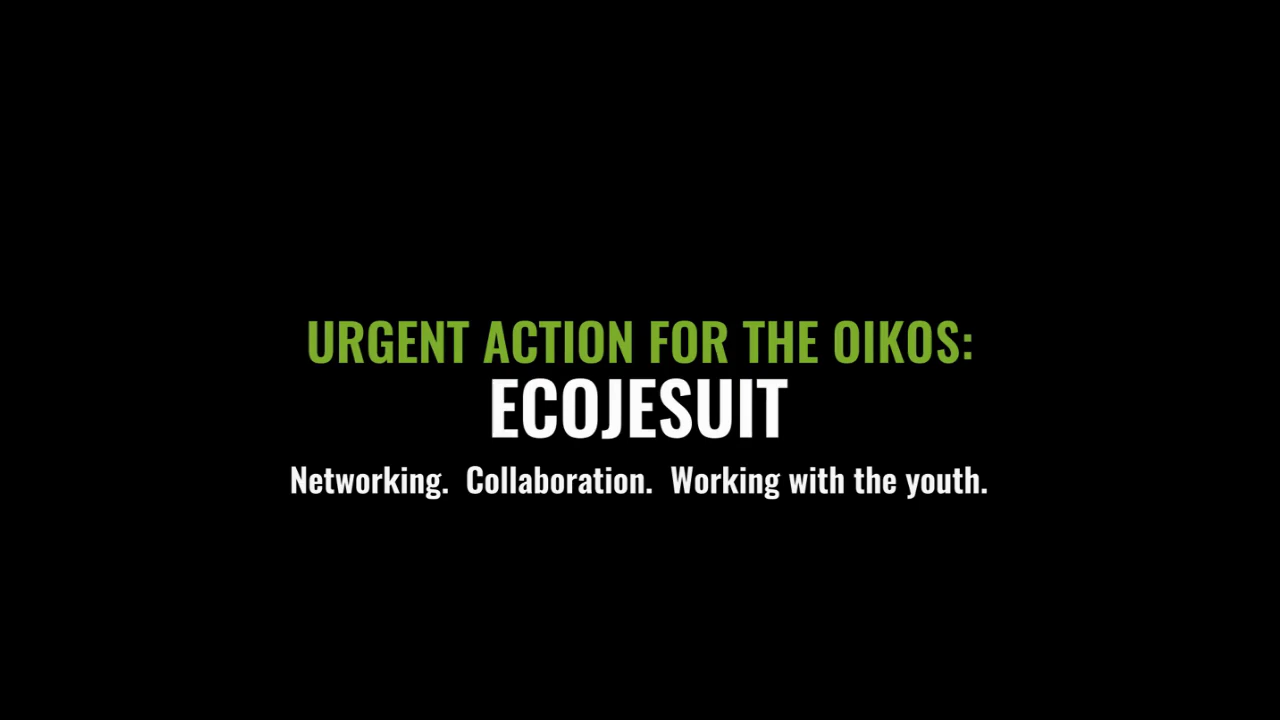 URGENT ACTION FOR THE OIKOS:
ECOJESUIT
Networking. Collaboration. Working with the youth.